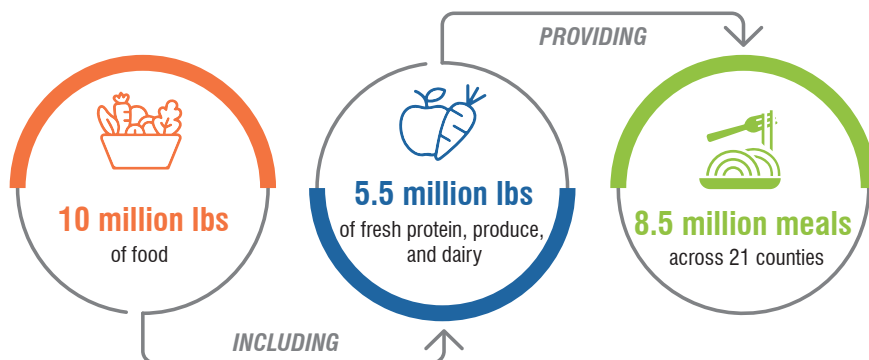 10 million lbs
of food
INCLUDING
5.5 million lbs
of fresh protein, produce,
and dairy
PROVIDING
8.5 million meals
across 21 counties